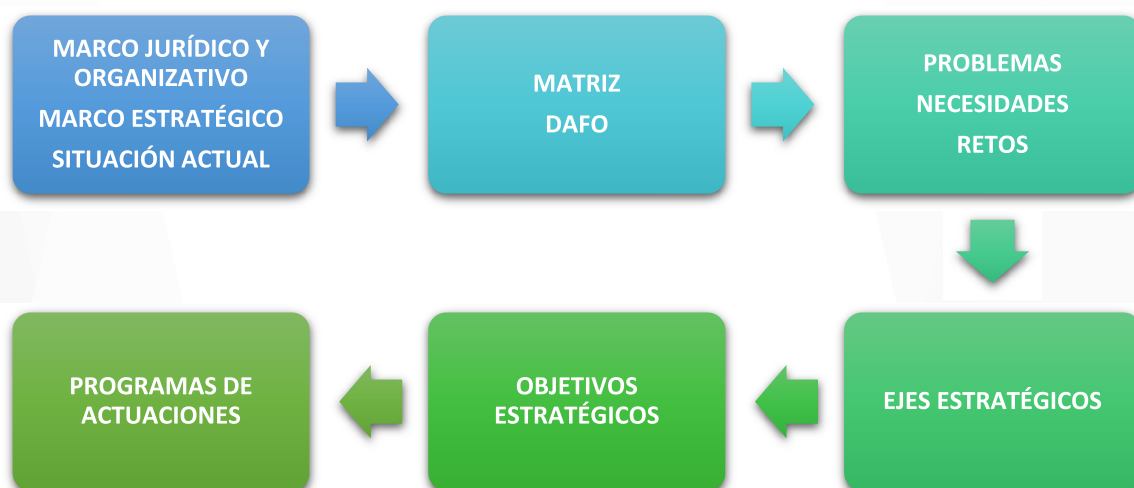 MARCO JURÍDICO Y
ORGANIZATIVO
MARCO ESTRATÉGICO
SITUACIÓN ACTUAL
MATRIZ
DAFO
PROBLEMAS
NECESIDADES
RETOS
EJES ESTRATÉGICOS
OBJETIVOS
ESTRATÉGICOS
PROGRAMAS DE
ACTUACIONES